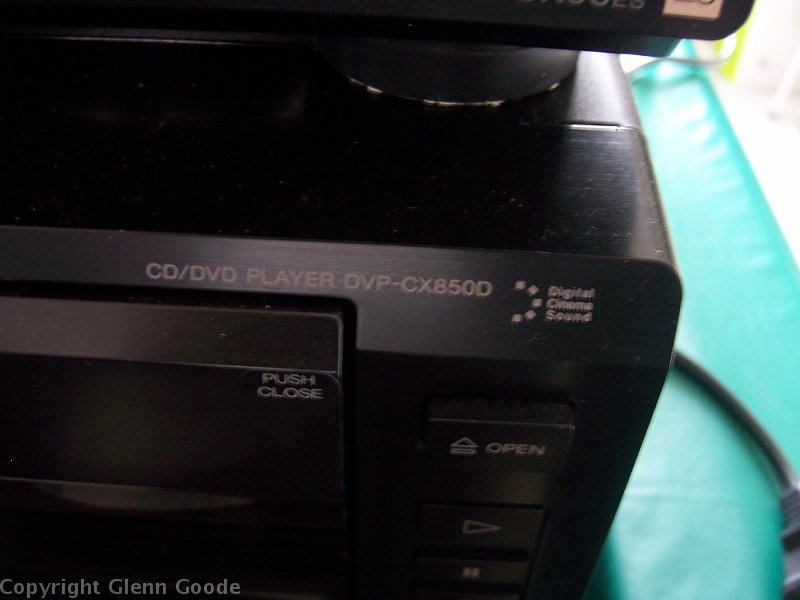 CD/DVD PLAYER DVP-CX850D
Digital
Cinema
Sound
PUSH
CLOSE
OPEN
Copyright Glenn Goode